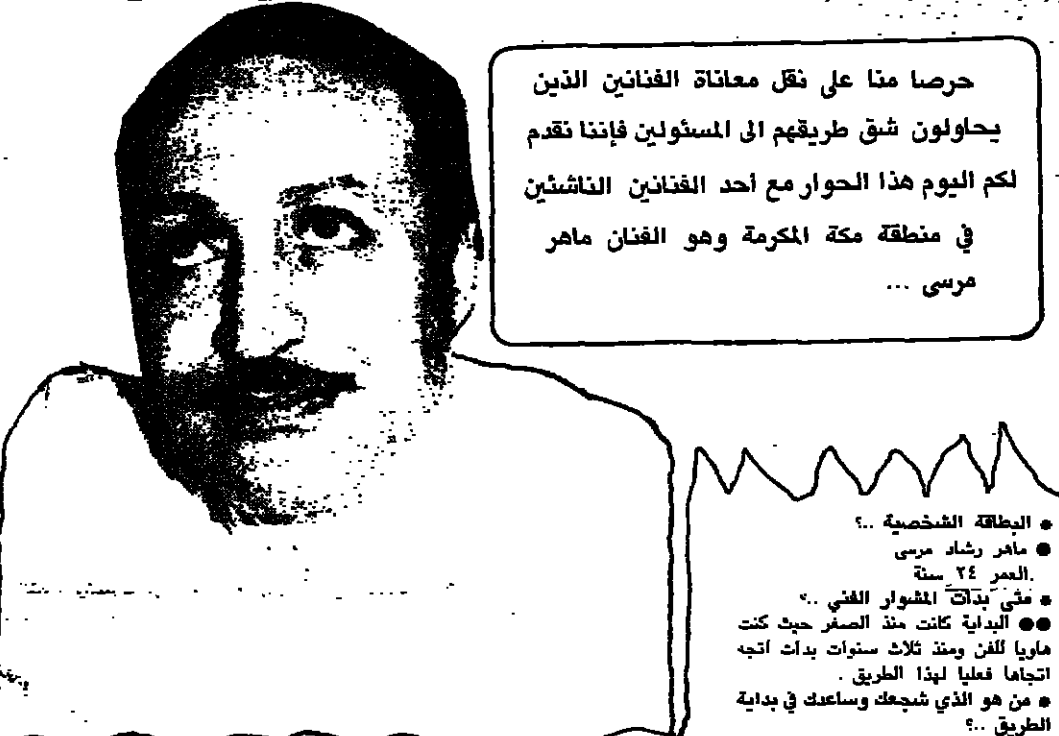 حرصا منا على نقل معاناة الفنانين الذين
يحاولون شق طريقهم الى المسئولين فإننا نقدم
لكم اليوم هذا الحوار مع أحد الفنانين الناشئين
في منطقة مكة المكرمة وهو الفنان ماهر
مرسى ...
● البطاقة الشخصية ..؟
● ماهر رشاد مرسى
العمر ٢٤ سنة
● متى بدأت المشوار الفني ..؟
●● البداية كانت منذ الصغر حيث كنت
هاويا للفن ومنذ ثلاث سنوات بدأت اتجه
اتجاها فعليا لهذا الطريق .
● من هو الذي شجعك وساعدك في بداية
الطريق ..؟